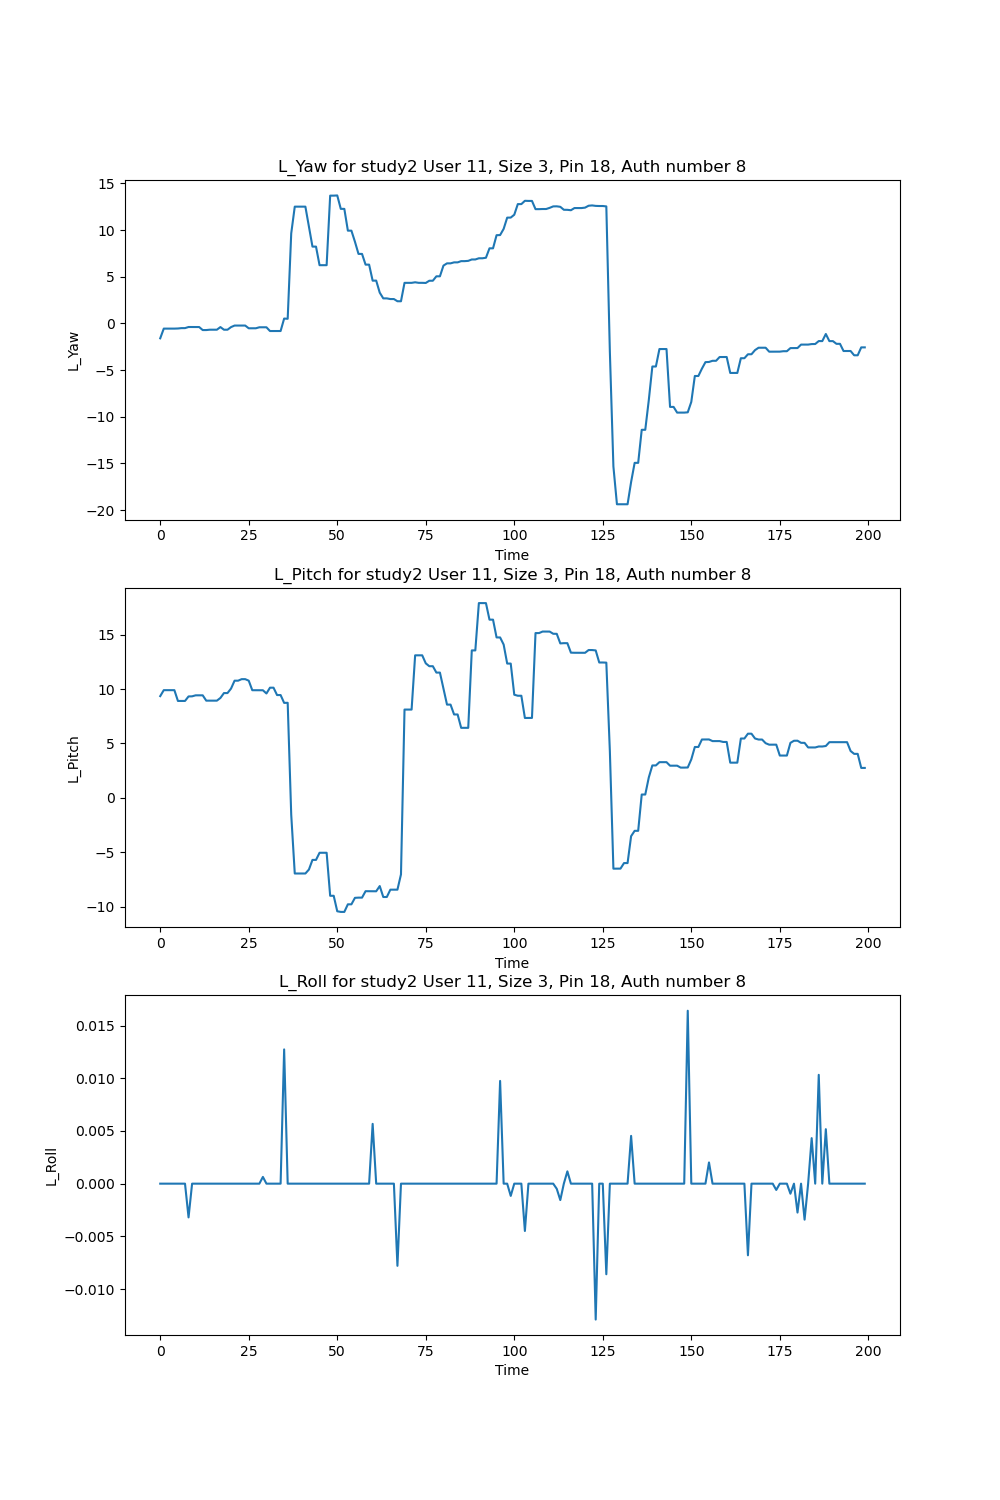 L_Yaw for study2 User 11, Size 3, Pin 18, Auth number 8
15
10
5
0
−5
−10
−15
−20
L_Yaw
0 25 50 75 100 125 150 175 200
Time
L_Pitch for study2 User 11, Size 3, Pin 18, Auth number 8
15
10
5
0
−5
−10
L_Pitch
0 25 50 75 100 125 150 175 200
Time
L_Roll for study2 User 11, Size 3, Pin 18, Auth number 8
0.015
0.010
0.005
0.000
−0.005
−0.010
L_Roll
0 25 50 75 100 125 150 175 200
Time